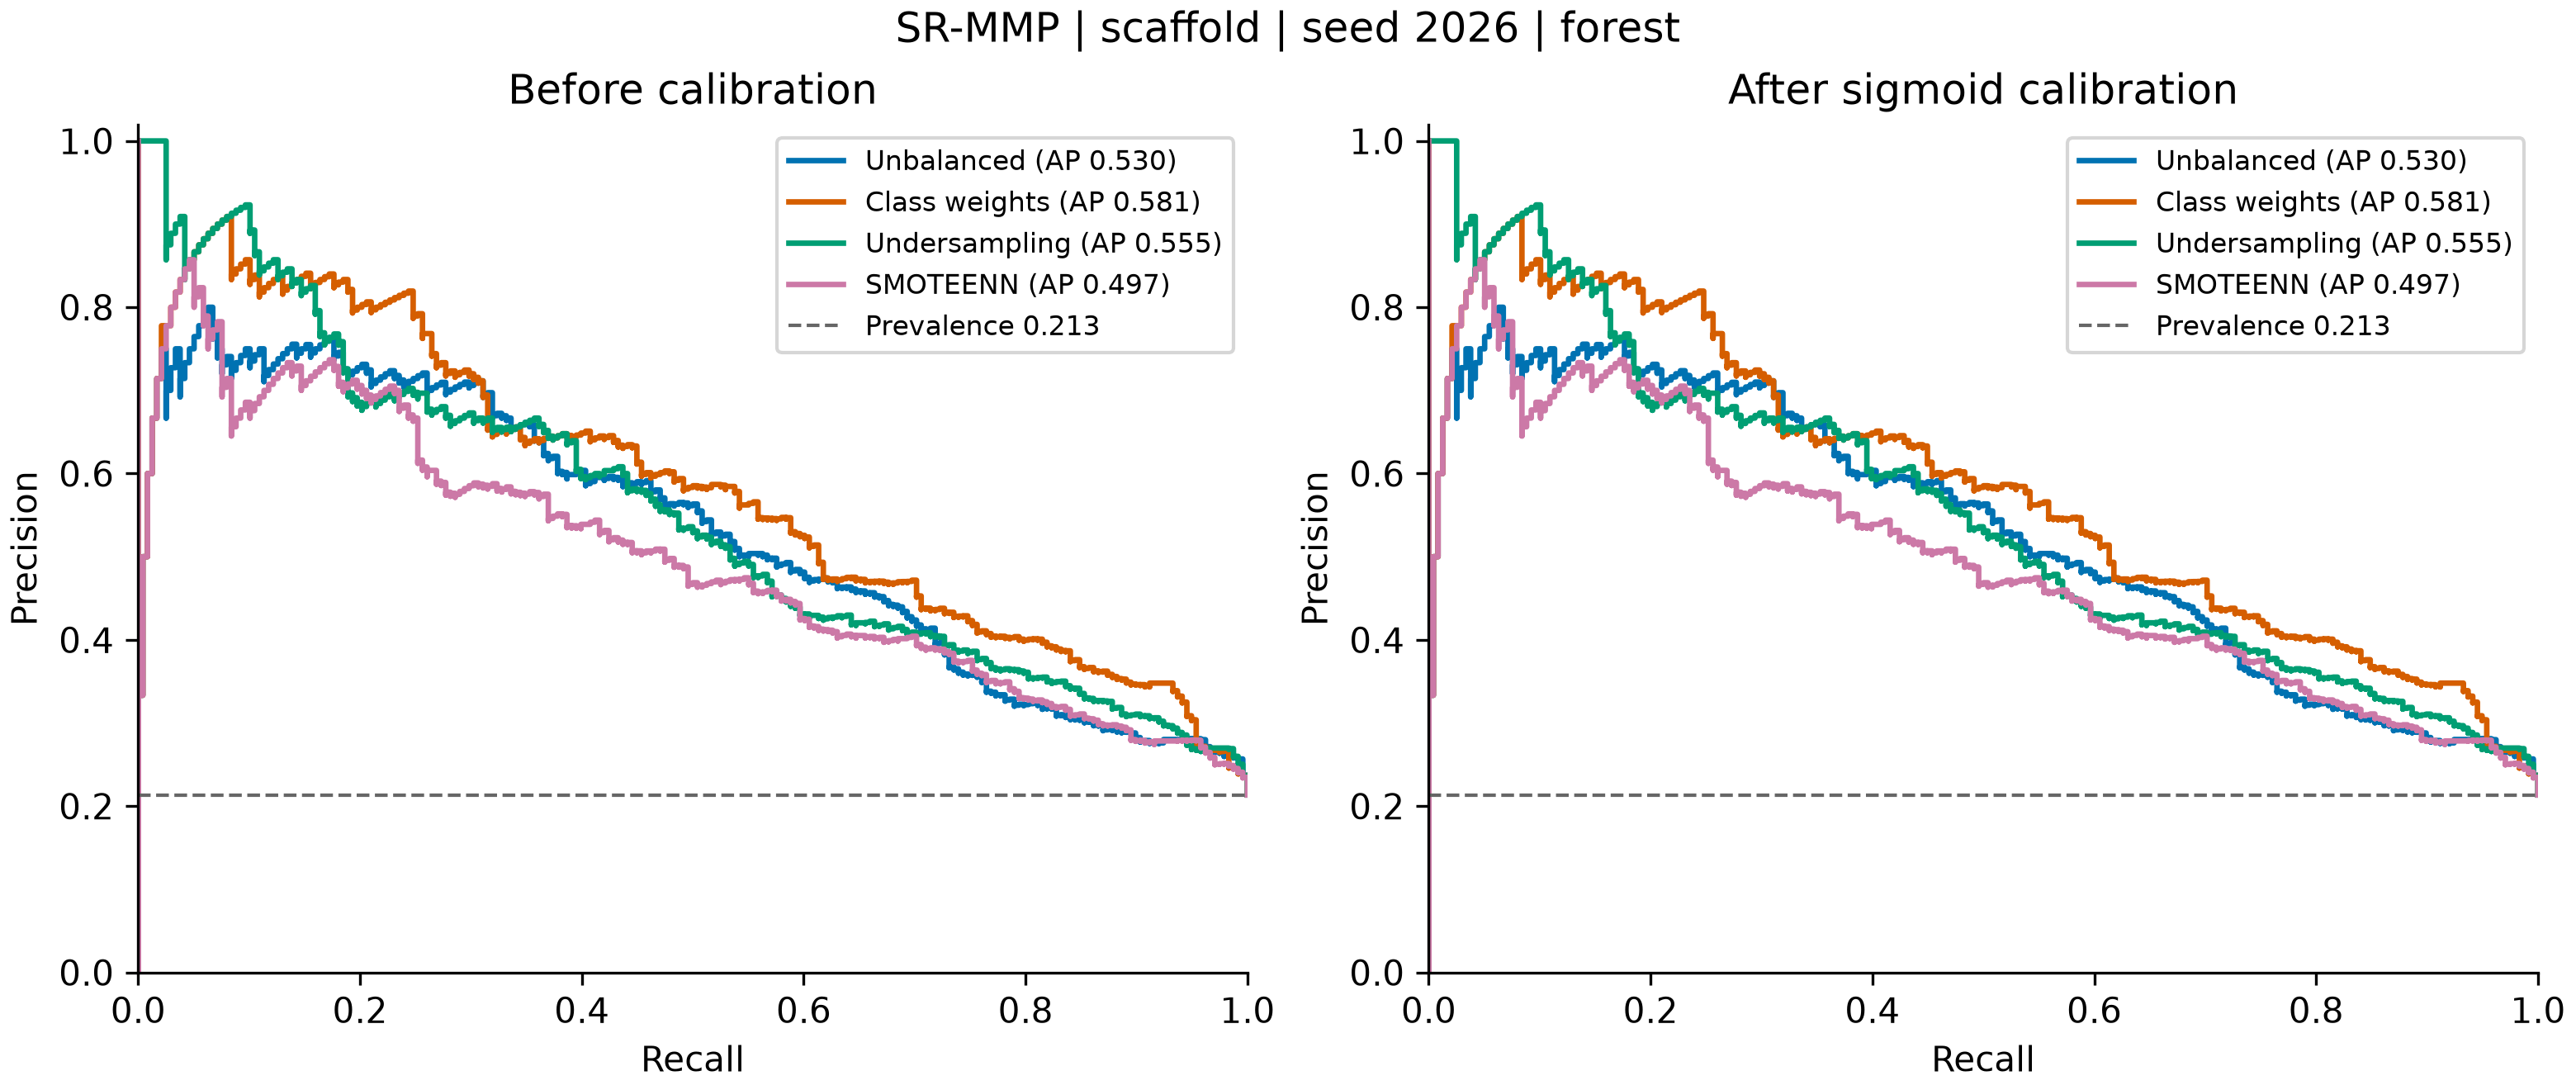 SR-MMP | scaffold | seed 2026 | forest
Before calibration
1.0
0.8
0.6
0.4
0.2
0.0
Precision
0.0 0.2 0.4 0.6 0.8 1.0
Recall
Unbalanced (AP 0.530)
Class weights (AP 0.581)
Undersampling (AP 0.555)
SMOTEENN (AP 0.497)
Prevalence 0.213
After sigmoid calibration
1.0
0.8
0.6
0.4
0.2
0.0
Precision
0.0 0.2 0.4 0.6 0.8 1.0
Recall
Unbalanced (AP 0.530)
Class weights (AP 0.581)
Undersampling (AP 0.555)
SMOTEENN (AP 0.497)
Prevalence 0.213